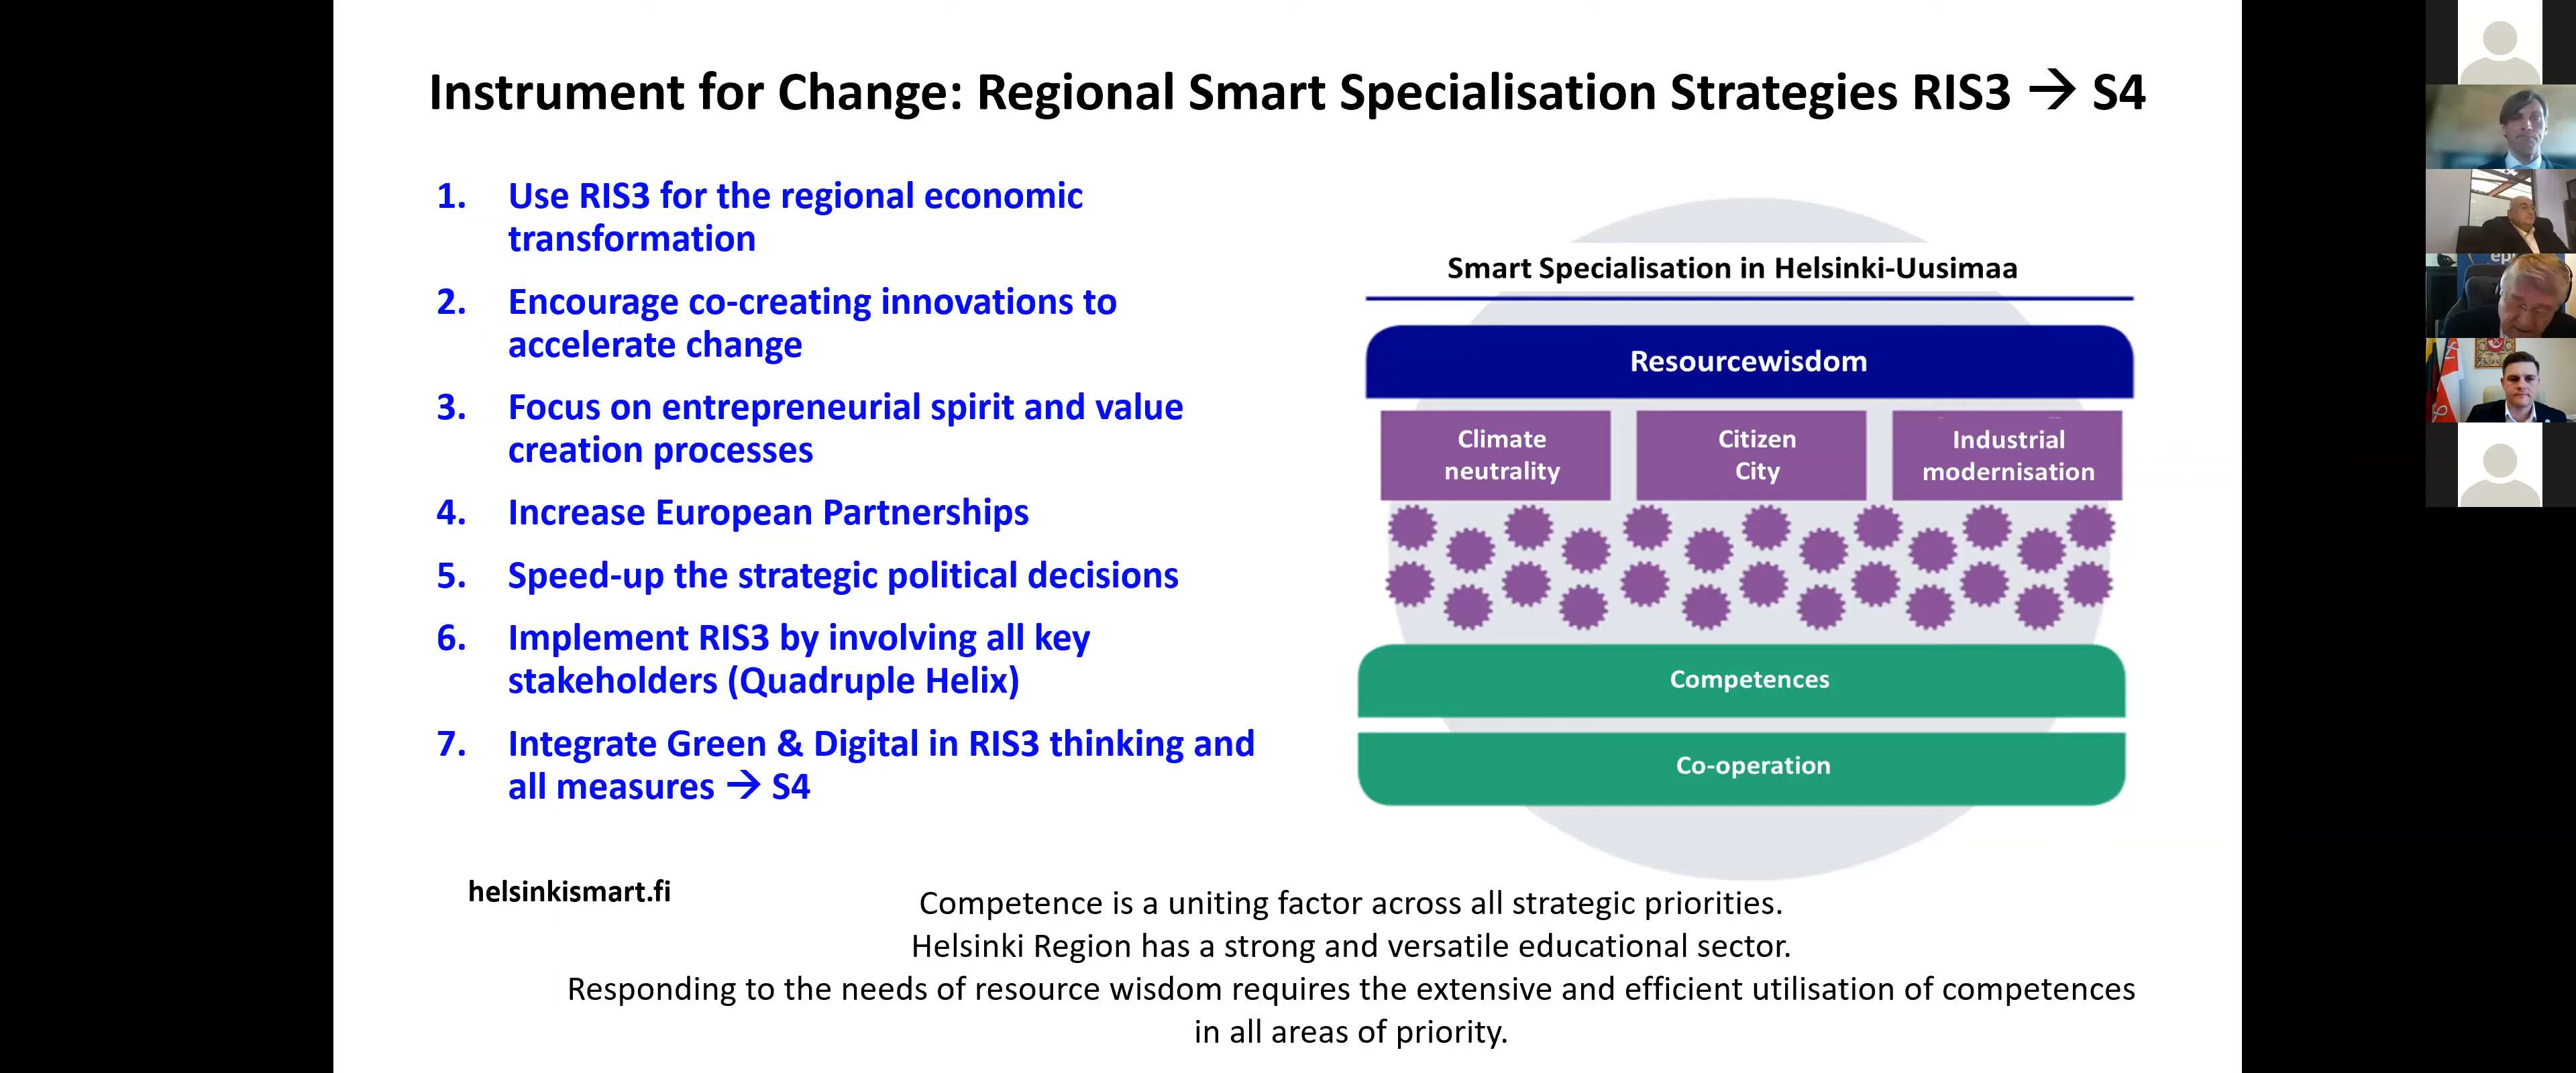 Instrument for Change: Regional Smart Specialisation Strategies RIS3 → S4
1. Use RIS3 for the regional economic
transformation
2. Encourage co-creating innovations to
accelerate change
3. Focus on entrepreneurial spirit and value
creation processes
4. Increase European Partnerships
5. Speed-up the strategic political decisions
6. Implement RIS3 by involving all key
stakeholders (Quadruple Helix)
7. Integrate Green & Digital in RIS3 thinking and
all measures → S4
helsinkismart.fi
Smart Specialisation in Helsinki-Uusimaa
Resourcewisdom
Climate
neutrality
Citizen
City
Industrial
modernisation
Competences
Co-operation
Competence is a uniting factor across all strategic priorities.
Helsinki Region has a strong and versatile educational sector.
Responding to the needs of resource wisdom requires the extensive and efficient utilisation of competences
in all areas of priority.